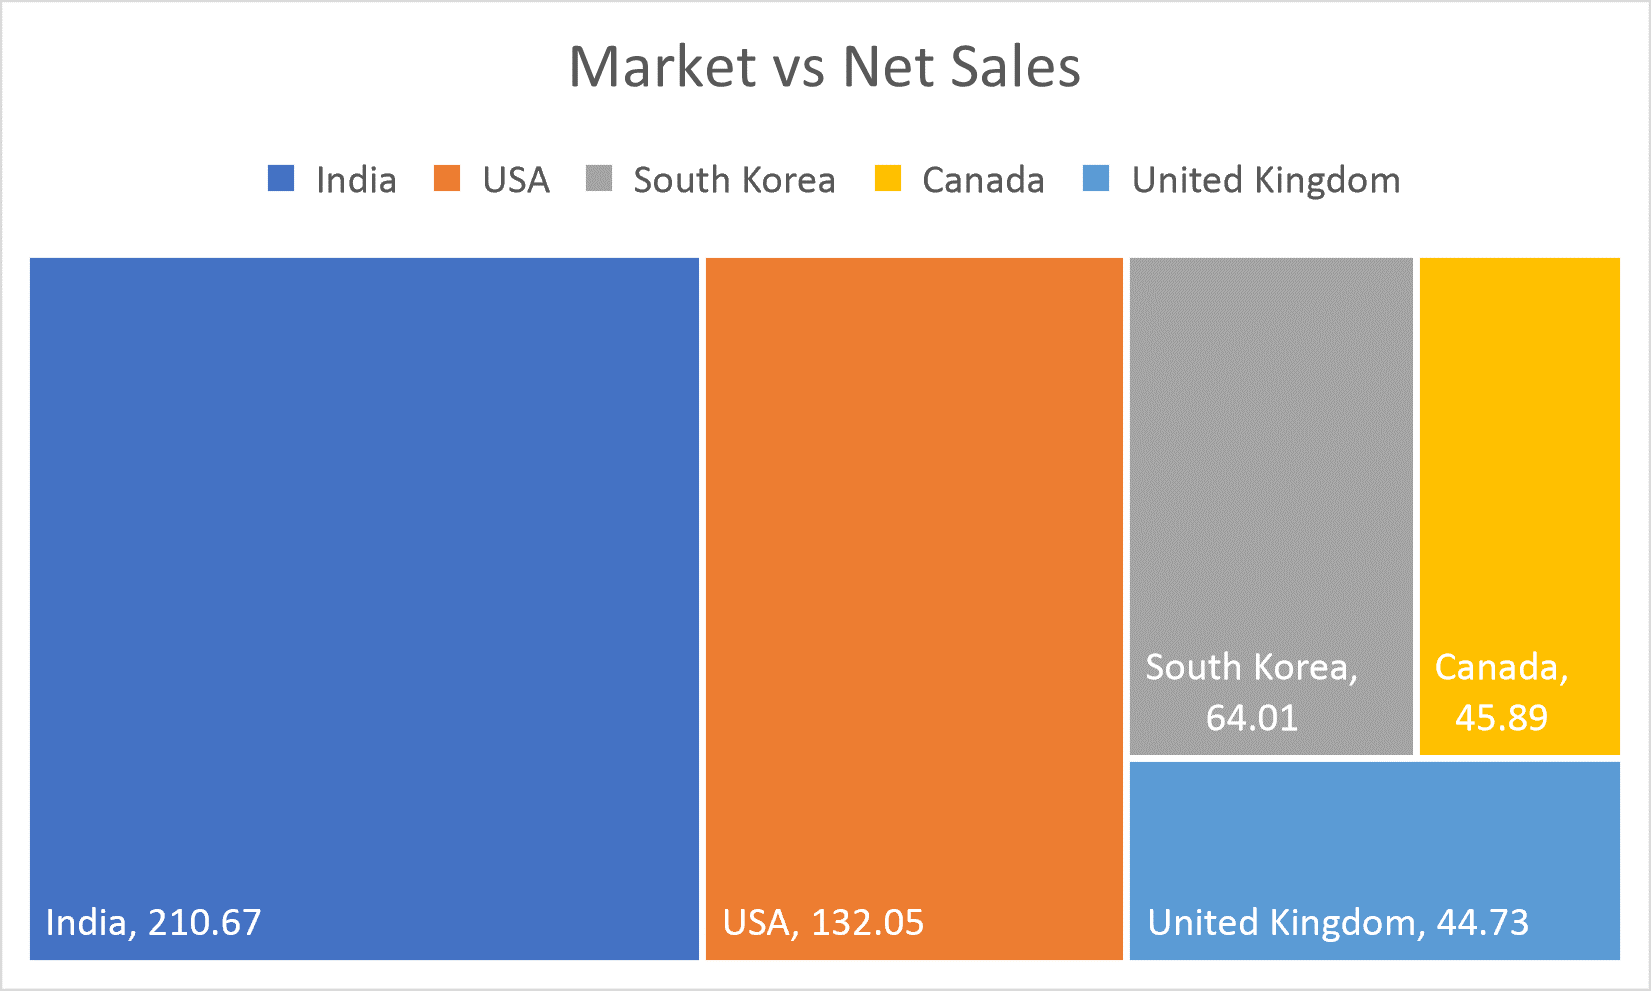 Market vs Net Sales
India USA South Korea Canada United Kingdom
South Korea,
64.01
Canada,
45.89
India, 210.67
USA, 132.05
United Kingdom, 44.73